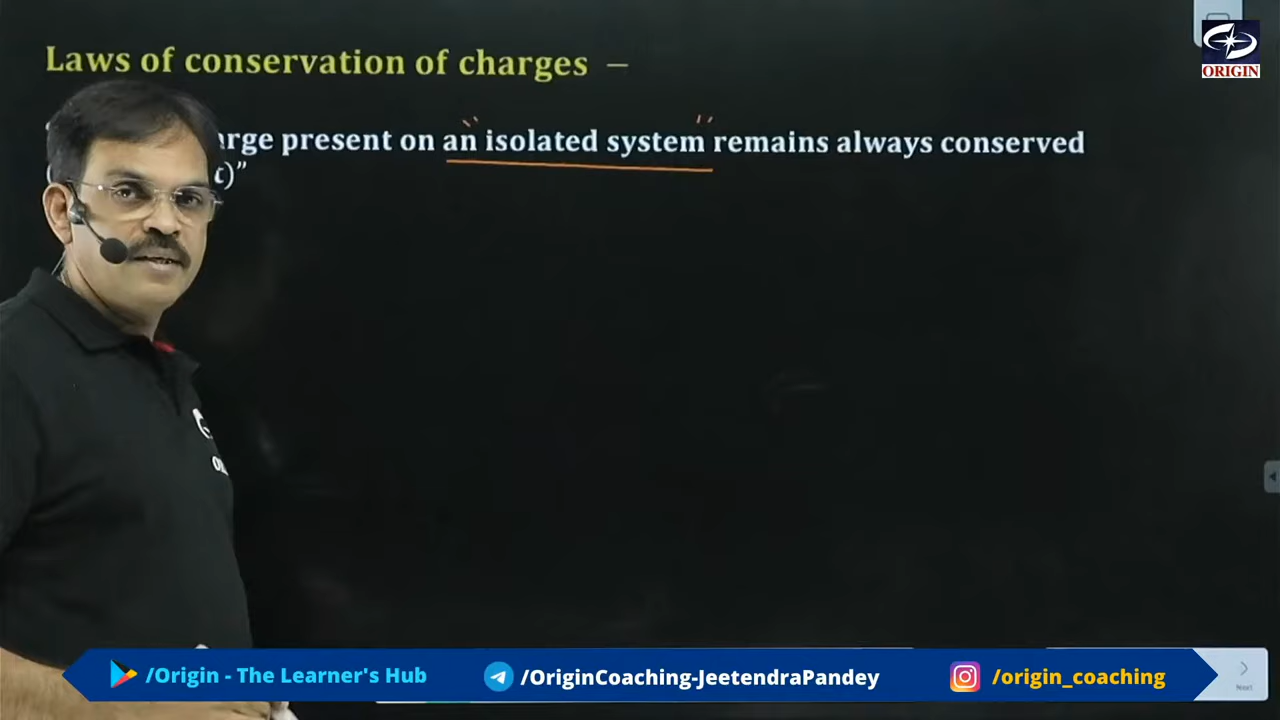 Laws of conservation of charges –
present on an isolated system remains always conserved
ORIGIN
/Origin - The Learner's Hub
/OriginCoaching-JeetendraPandey
/origin_coaching
Next